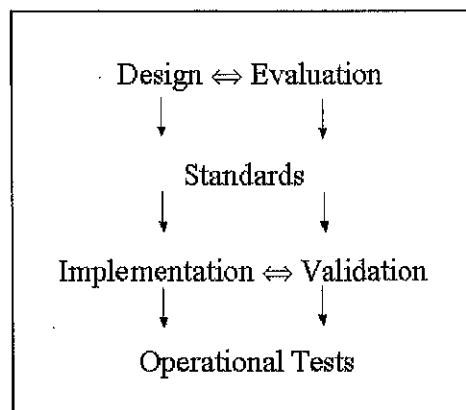 Design ⇔ Evaluation
Standards
Implementation ⇔ Validation
Operational Tests